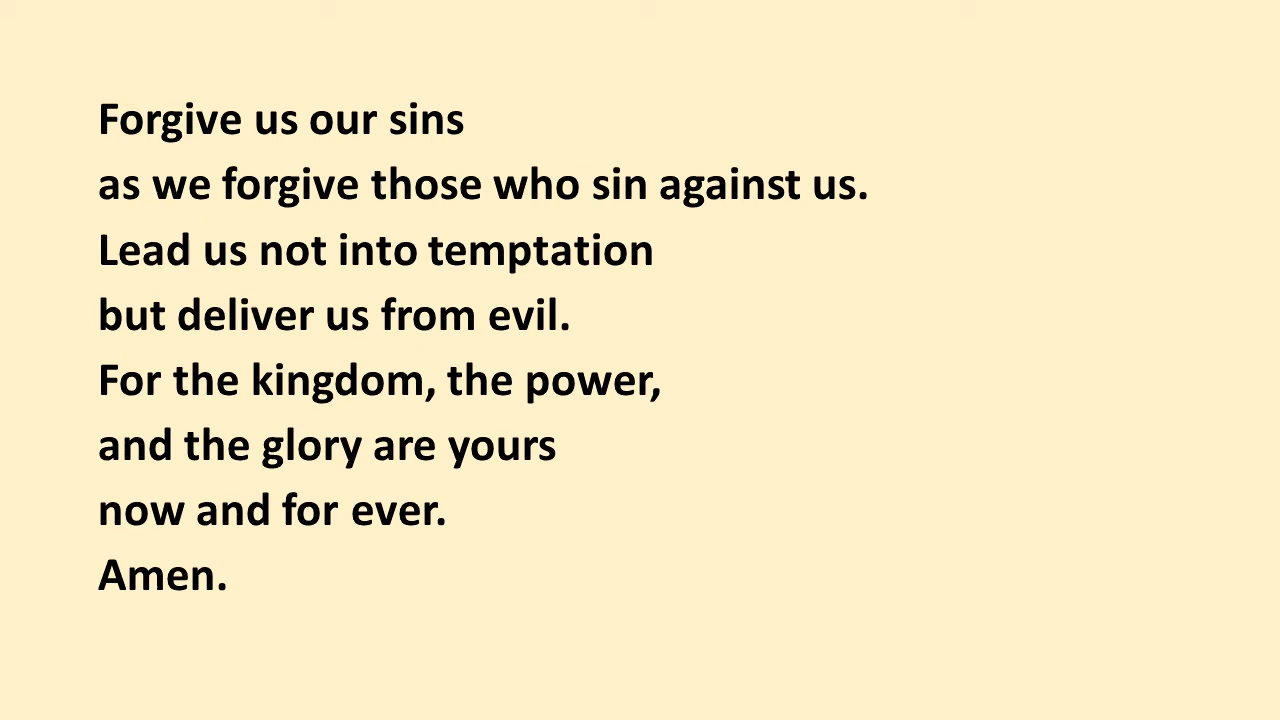 Forgive us our sins
as we forgive those who sin against us.
Lead us not into temptation
but deliver us from evil.
For the kingdom, the power,
and the glory are yours
now and for ever.
Amen.